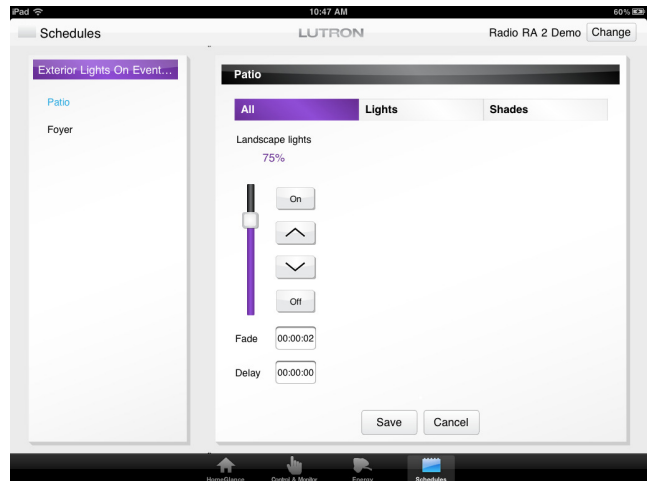 iPad 10:47 AM 60%
Schedules LUTRON Radio RA 2 Demo Change
Exterior Lights On Event...
Patio
Foyer
Patio
All Lights Shades
Landscape lights
75%
On
Off
Fade 00:00:02
Delay 00:00:00
Save Cancel
HomeGlance Control & Monitor Energy Schedules